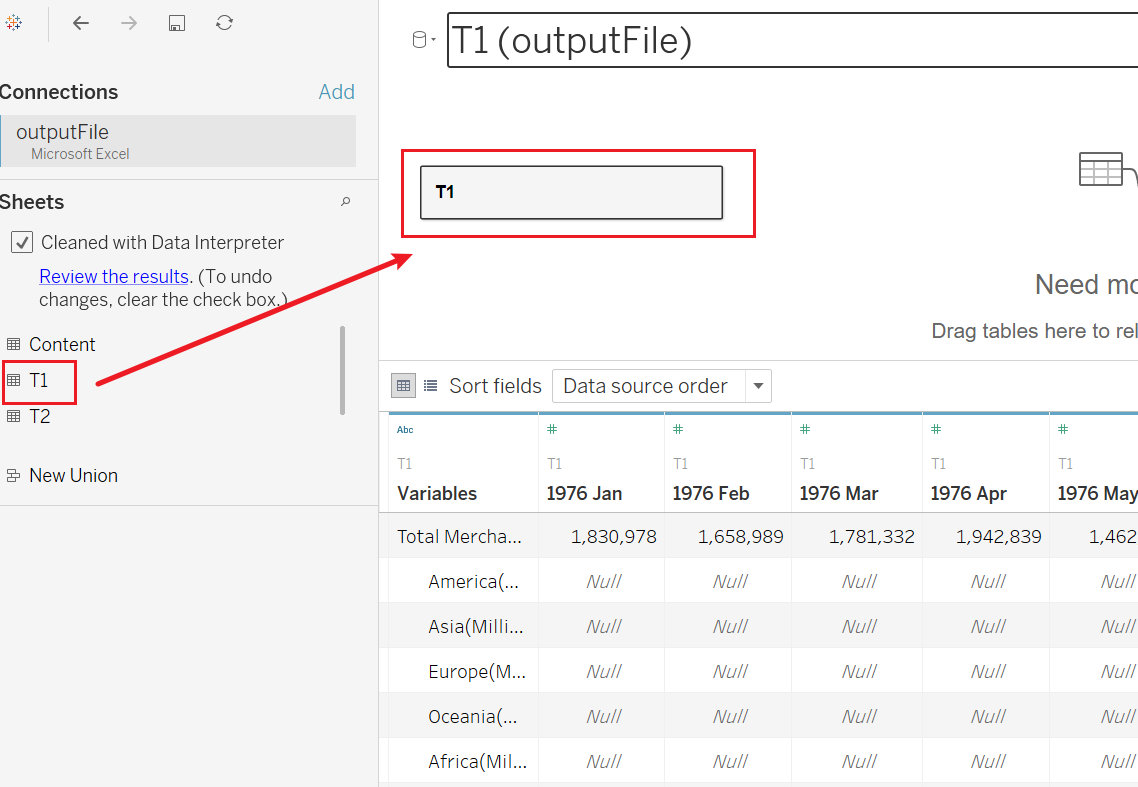 T1 (outputFile)
Connections Add
outputFile
Microsoft Excel
Sheets
Cleaned with Data Interpreter
Review the results. (To undo
changes, clear the check box.)
Content
T1
T2
New Union
T1
Need mo
Drag tables here to rel
Sort fields Data source order
Abc # # # # #
T1 T1 T1 T1 T1 T1
Variables 1976 Jan 1976 Feb 1976 Mar 1976 Apr 1976 May
Total Mercha... 1,830,978 1,658,989 1,781,332 1,942,839 1,462
America(... Null Null Null Null Null
Asia(Milli... Null Null Null Null Null
Europe(M... Null Null Null Null Null
Oceania(... Null Null Null Null Null
Africa(Mil... Null Null Null Null Null